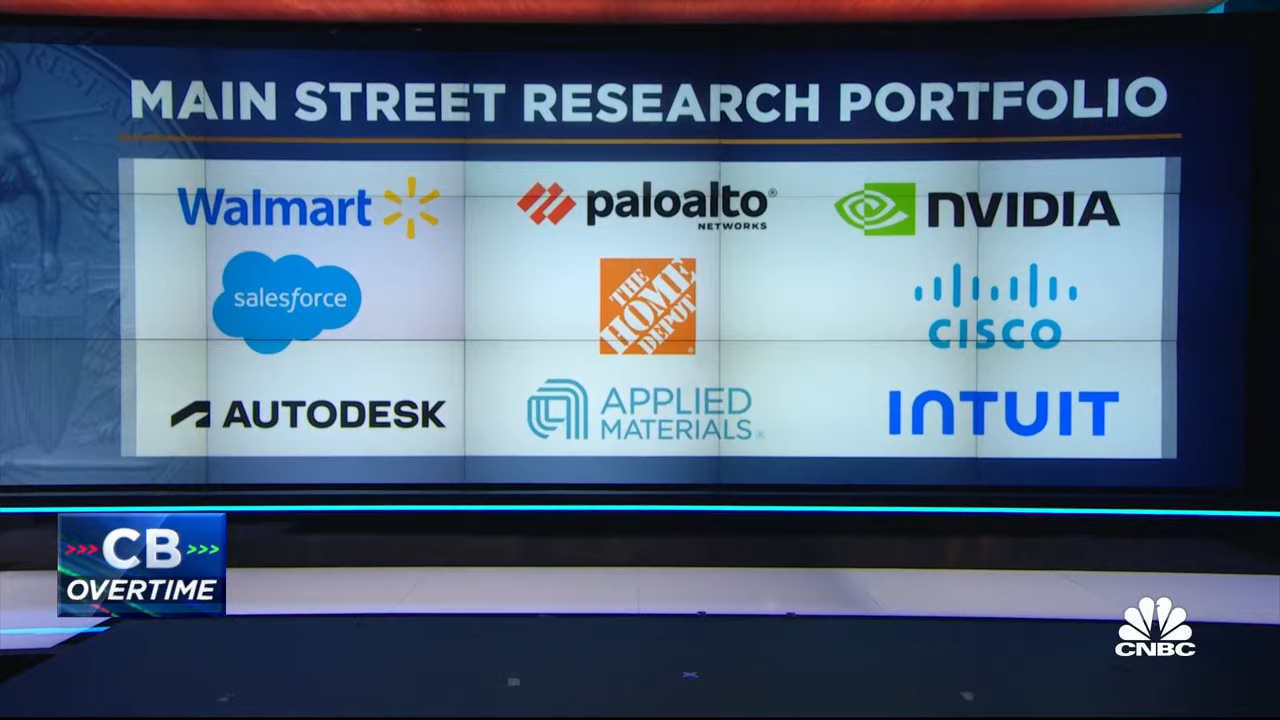 MAIN STREET RESEARCH PORTFOLIO
Walmart
paloalto®
NETWORKS
NVIDIA
salesforce
THE
HOME
DEPOT
CISCO
AUTODESK
APPLIED
MATERIALS®
INTUIT
>>> CB >>>
OVERTIME
CNBC